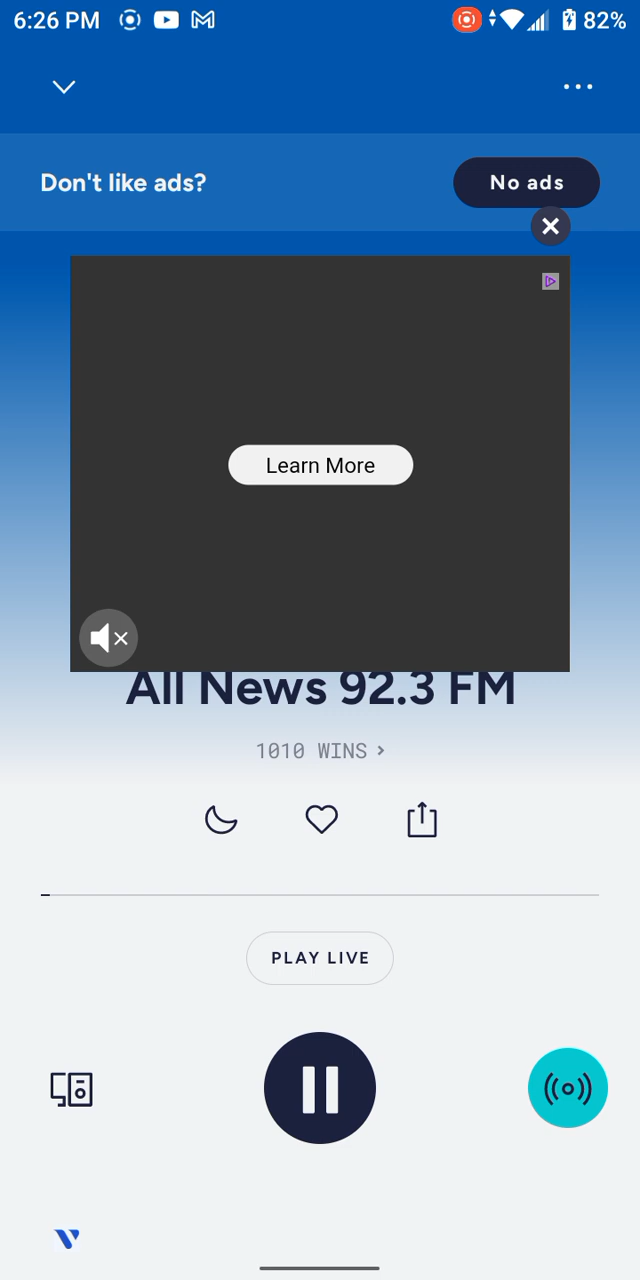 6:26 PM
82%
Don't like ads?
No ads
Learn More
All News 92.3 FM
1010 WINS
PLAY LIVE